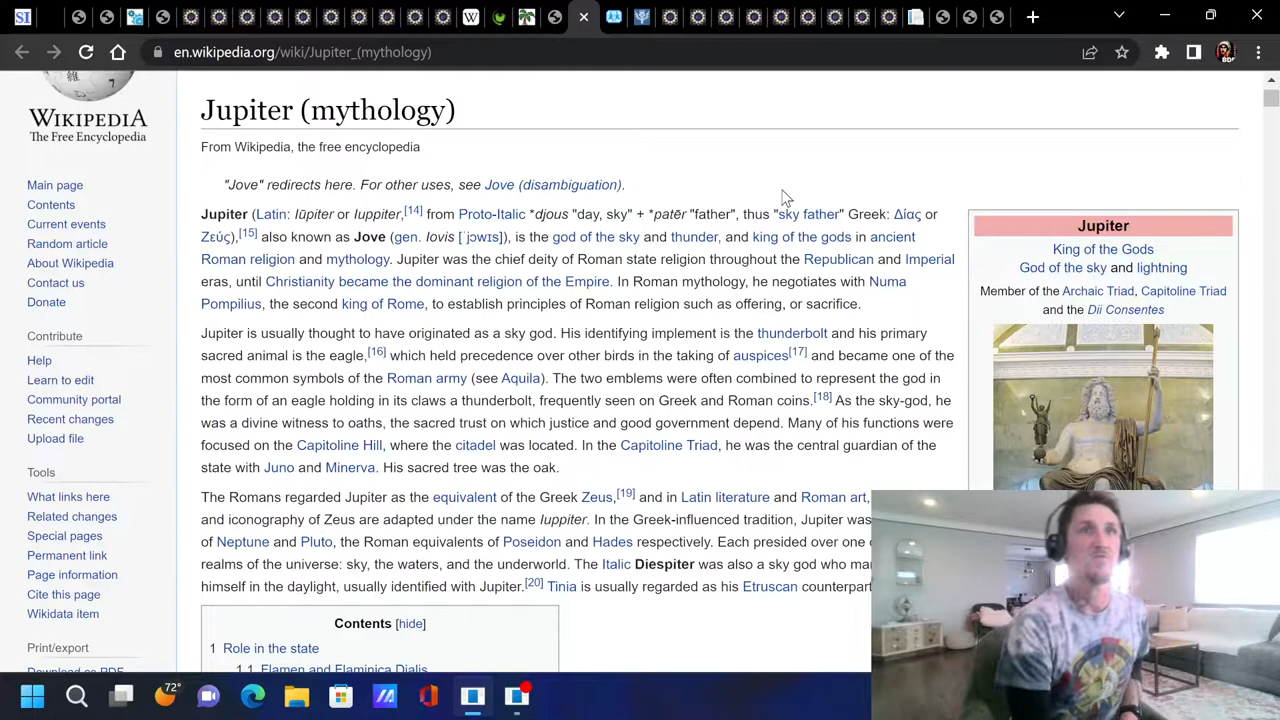 SI
W
en.wikipedia.org/wiki/Jupiter_(mythology)
WIKIPEDIA
The Free Encyclopedia
Main page
Contents
Current events
Random article
About Wikipedia
Contact us
Donate
Contribute
Help
Learn to edit
Community portal
Recent changes
Upload file
Tools
What links here
Related changes
Special pages
Permanent link
Page information
Cite this page
Wikidata item
Print/export
Download as PDF
Jupiter (mythology)
From Wikipedia, the free encyclopedia
"Jove" redirects here. For other uses, see Jove (disambiguation).
Jupiter (Latin: Iūpiter or Iuppiter,[14] from Proto-Italic *djous "day, sky" + *patēr "father", thus "sky father" Greek: Δίας or
Ζεύς),[15] also known as Jove (gen. Iovis [ˈjɔwɪs]), is the god of the sky and thunder, and king of the gods in ancient
Roman religion and mythology. Jupiter was the chief deity of Roman state religion throughout the Republican and Imperial
eras, until Christianity became the dominant religion of the Empire. In Roman mythology, he negotiates with Numa
Pompilius, the second king of Rome, to establish principles of Roman religion such as offering, or sacrifice.
Jupiter is usually thought to have originated as a sky god. His identifying implement is the thunderbolt and his primary
sacred animal is the eagle,[16] which held precedence over other birds in the taking of auspices[17] and became one of the
most common symbols of the Roman army (see Aquila). The two emblems were often combined to represent the god in
the form of an eagle holding in its claws a thunderbolt, frequently seen on Greek and Roman coins.[18] As the sky-god, he
was a divine witness to oaths, the sacred trust on which justice and good government depend. Many of his functions were
focused on the Capitoline Hill, where the citadel was located. In the Capitoline Triad, he was the central guardian of the
state with Juno and Minerva. His sacred tree was the oak.
The Romans regarded Jupiter as the equivalent of the Greek Zeus,[19] and in Latin literature and Roman art,
and iconography of Zeus are adapted under the name Iuppiter. In the Greek-influenced tradition, Jupiter was
of Neptune and Pluto, the Roman equivalents of Poseidon and Hades respectively. Each presided over one
realms of the universe: sky, the waters, and the underworld. The Italic Diespiter was also a sky god who
himself in the daylight, usually identified with Jupiter.[20] Tinia is usually regarded as his Etruscan counterpart
Contents [hide]
1 Role in the state
1.1 Flamen and Flaminica Dialis
Jupiter
King of the Gods
God of the sky and lightning
Member of the Archaic Triad, Capitoline Triad
and the Dii Consentes
72°